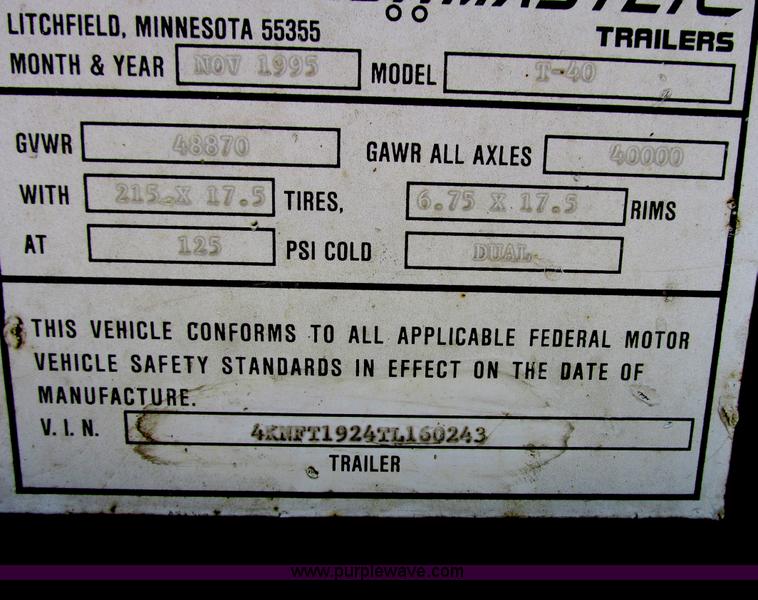 LITCHFIELD, MINNESOTA 55355
TRAILERS
MONTH & YEAR NOV 1995 MODEL T-40
GVWR 48870 GAWR ALL AXLES 40000
WITH 215 X 17.5 TIRES, 6.75 X 17.5 RIMS
AT 125 PSI COLD DUAL
THIS VEHICLE CONFORMS TO ALL APPLICABLE FEDERAL MOTOR
VEHICLE SAFETY STANDARDS IN EFFECT ON THE DATE OF
MANUFACTURE.
V. I. N. 4KNFT1924TL160243
TRAILER
www.purplewave.com